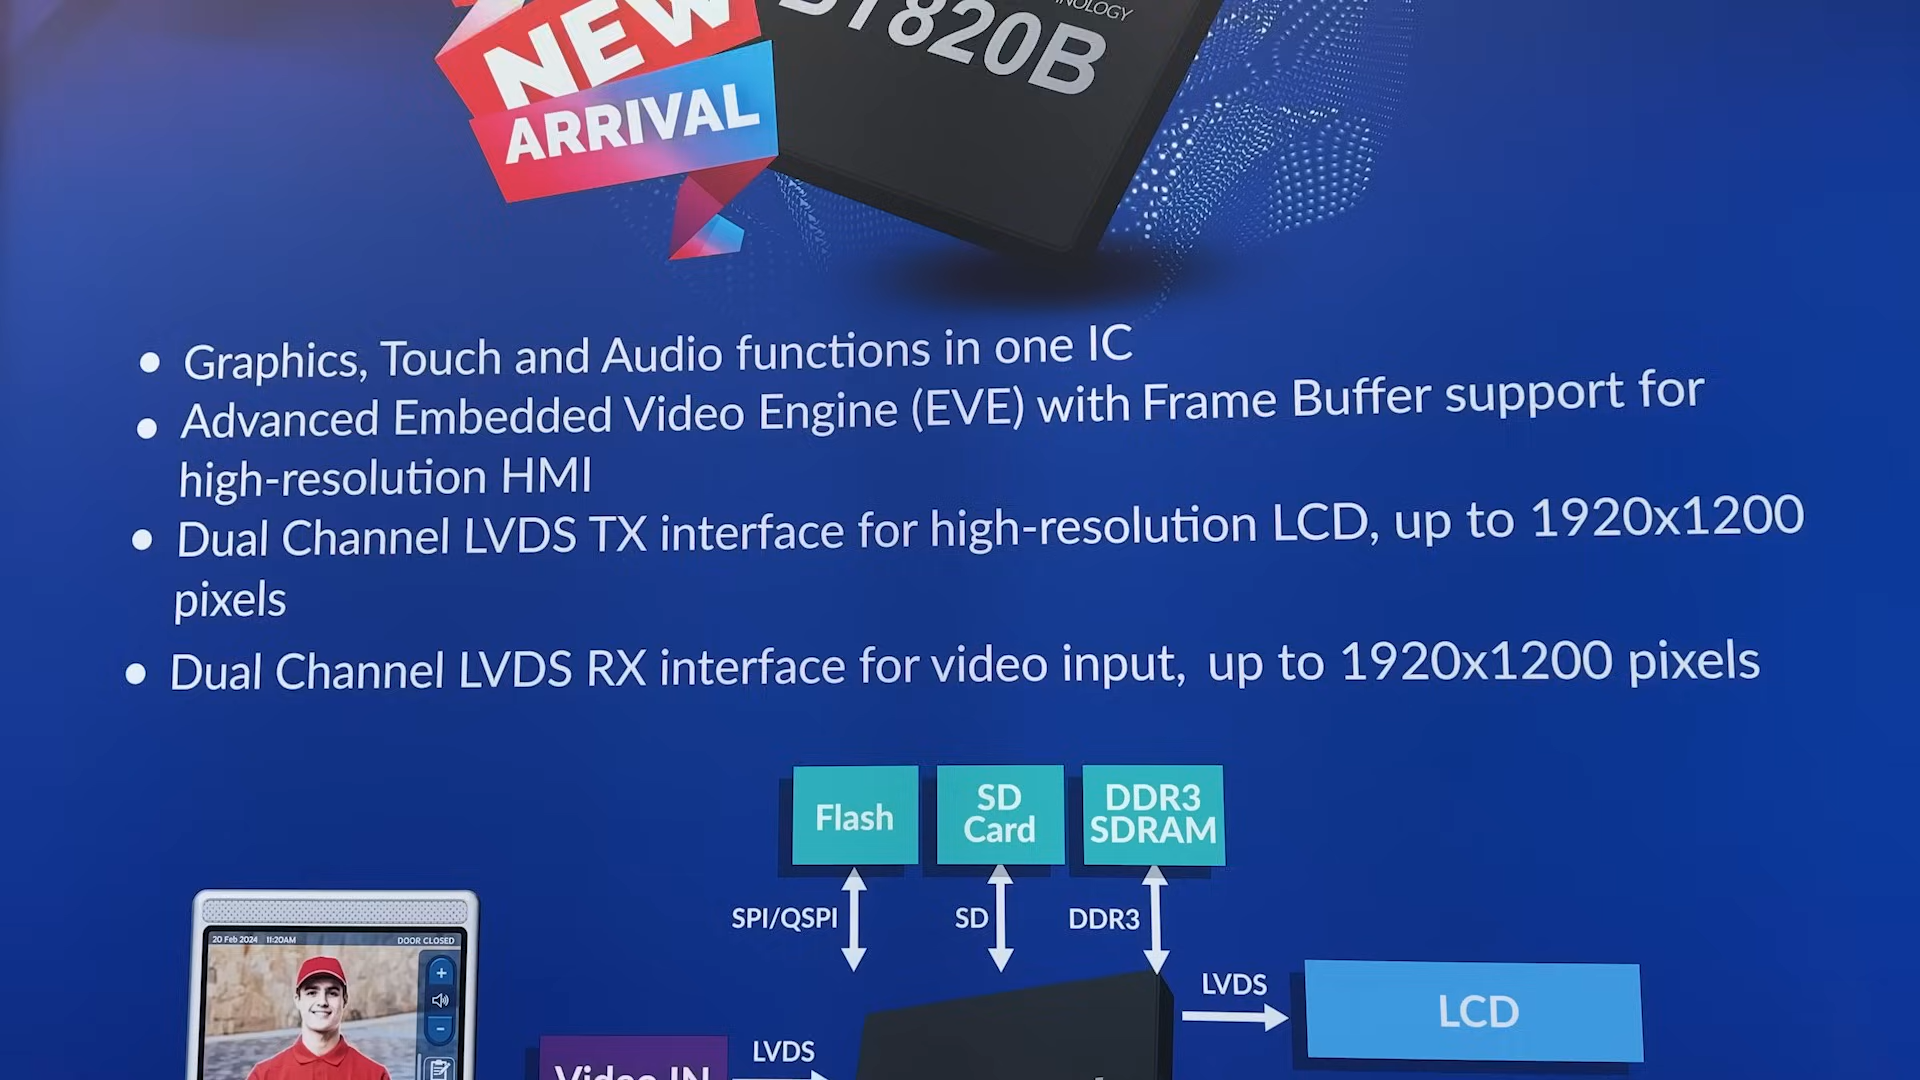 NEW
ARRIVAL
BT820B
Graphics, Touch and Audio functions in one IC
Advanced Embedded Video Engine (EVE) with Frame Buffer support for
high-resolution HMI
Dual Channel LVDS TX interface for high-resolution LCD, up to 1920x1200
pixels
Dual Channel LVDS RX interface for video input, up to 1920x1200 pixels
Flash
SD
Card
DDR3
SDRAM
SPI/QSPI
SD
DDR3
20 Feb 2024 11:20AM
DOOR CLOSED
LVDS
LCD
LVDS
Video IN